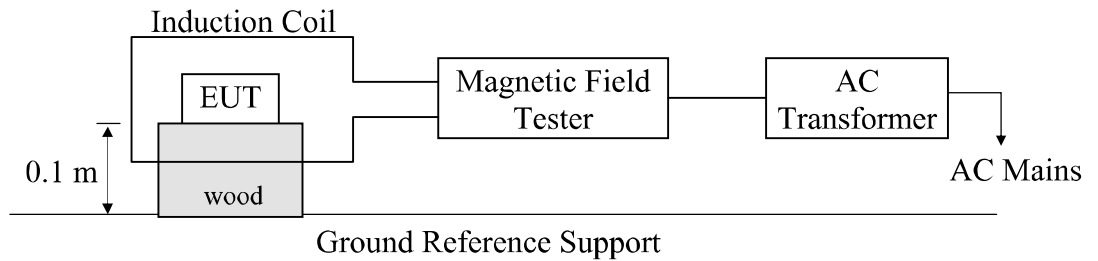 Induction Coil
EUT
Magnetic Field
Tester
AC
Transformer
0.1 m
wood
AC Mains
Ground Reference Support